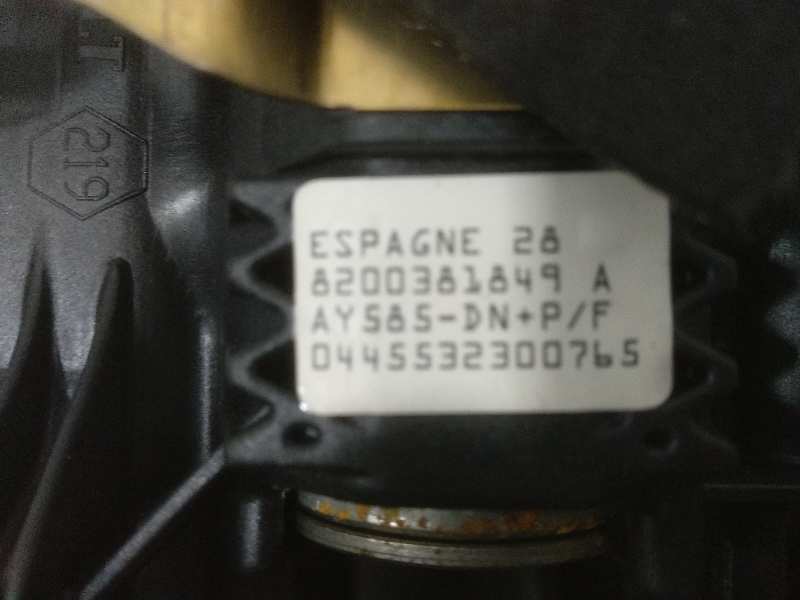 219
ESPAGNE 28
8200381849 A
AY585-DN+P/F
0445532300765